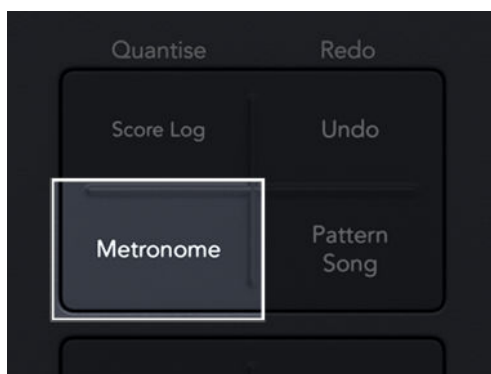 Quantise Redo
Score Log Undo
Metronome
Pattern
Song